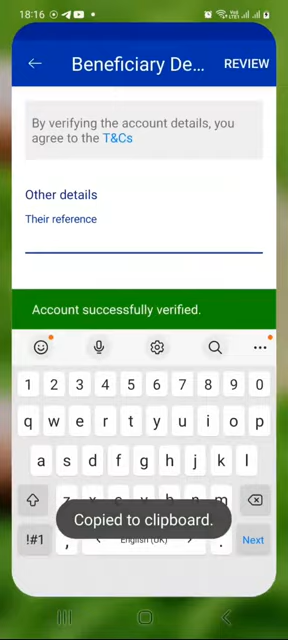 18:16
Beneficiary De... REVIEW
By verifying the account details, you
agree to the T&Cs
Other details
Their reference
Account successfully verified.
1 2 3 4 5 6 7 8 9 0
q w e r t y u i o p
a s d f g h j k l
Copied to clipboard.
!#1 , English (UK) . Next